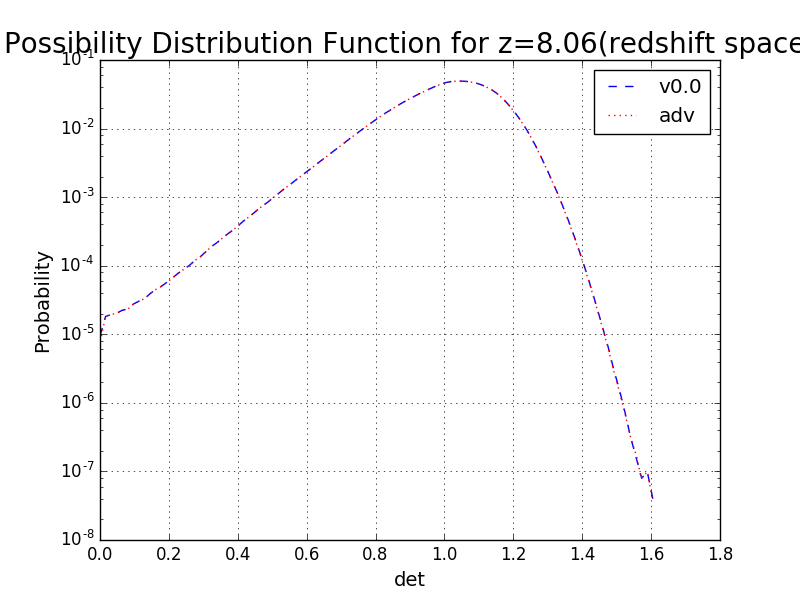 Possibility Distribution Function for z=8.06(redshift space
10^-1
10^-2
10^-3
10^-4
10^-5
10^-6
10^-7
10^-8
Probability
v0.0
adv
0.0 0.2 0.4 0.6 0.8 1.0 1.2 1.4 1.6 1.8
det